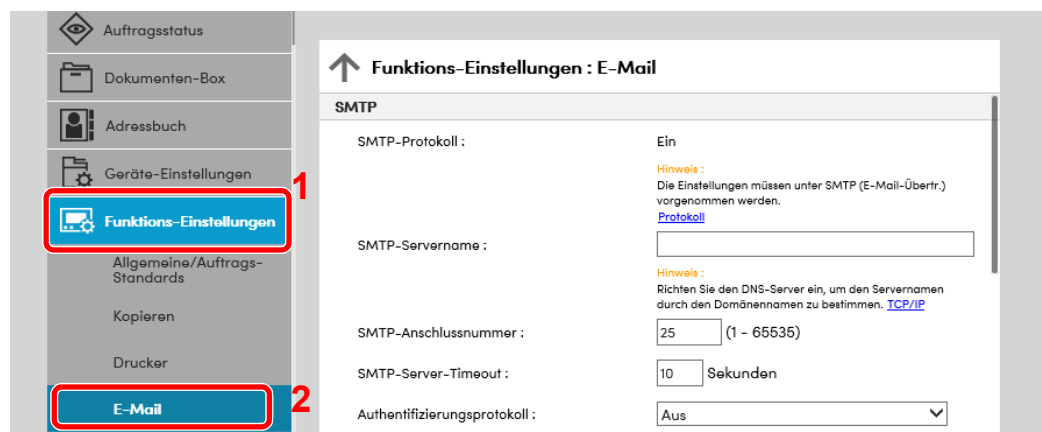 Auftragsstatus
Dokumenten-Box
Adressbuch
Geräte-Einstellungen
1
Funktions-Einstellungen
Allgemeine/Auftrags-
Standards
Kopieren
Drucker
E-Mail
2
Funktions-Einstellungen : E-Mail
SMTP
SMTP-Protokoll :
Ein
Hinweis :
Die Einstellungen müssen unter SMTP (E-Mail-Übertr.)
vorgenommen werden.
Protokoll
SMTP-Servername :
Hinweis :
Richten Sie den DNS-Server ein, um den Servernamen
durch den Domänennamen zu bestimmen. TCP/IP
SMTP-Anschlussnummer :
25 (1 - 65535)
SMTP-Server-Timeout :
10 Sekunden
Authentifizierungsprotokoll :
Aus